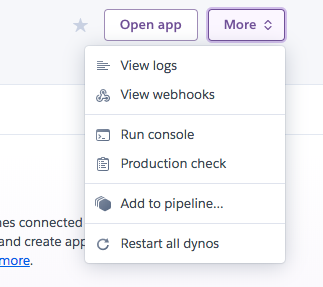 Open app
More
View logs
View webhooks
Run console
Production check
Add to pipeline...
Restart all dynos
nes connected
and create app
more.